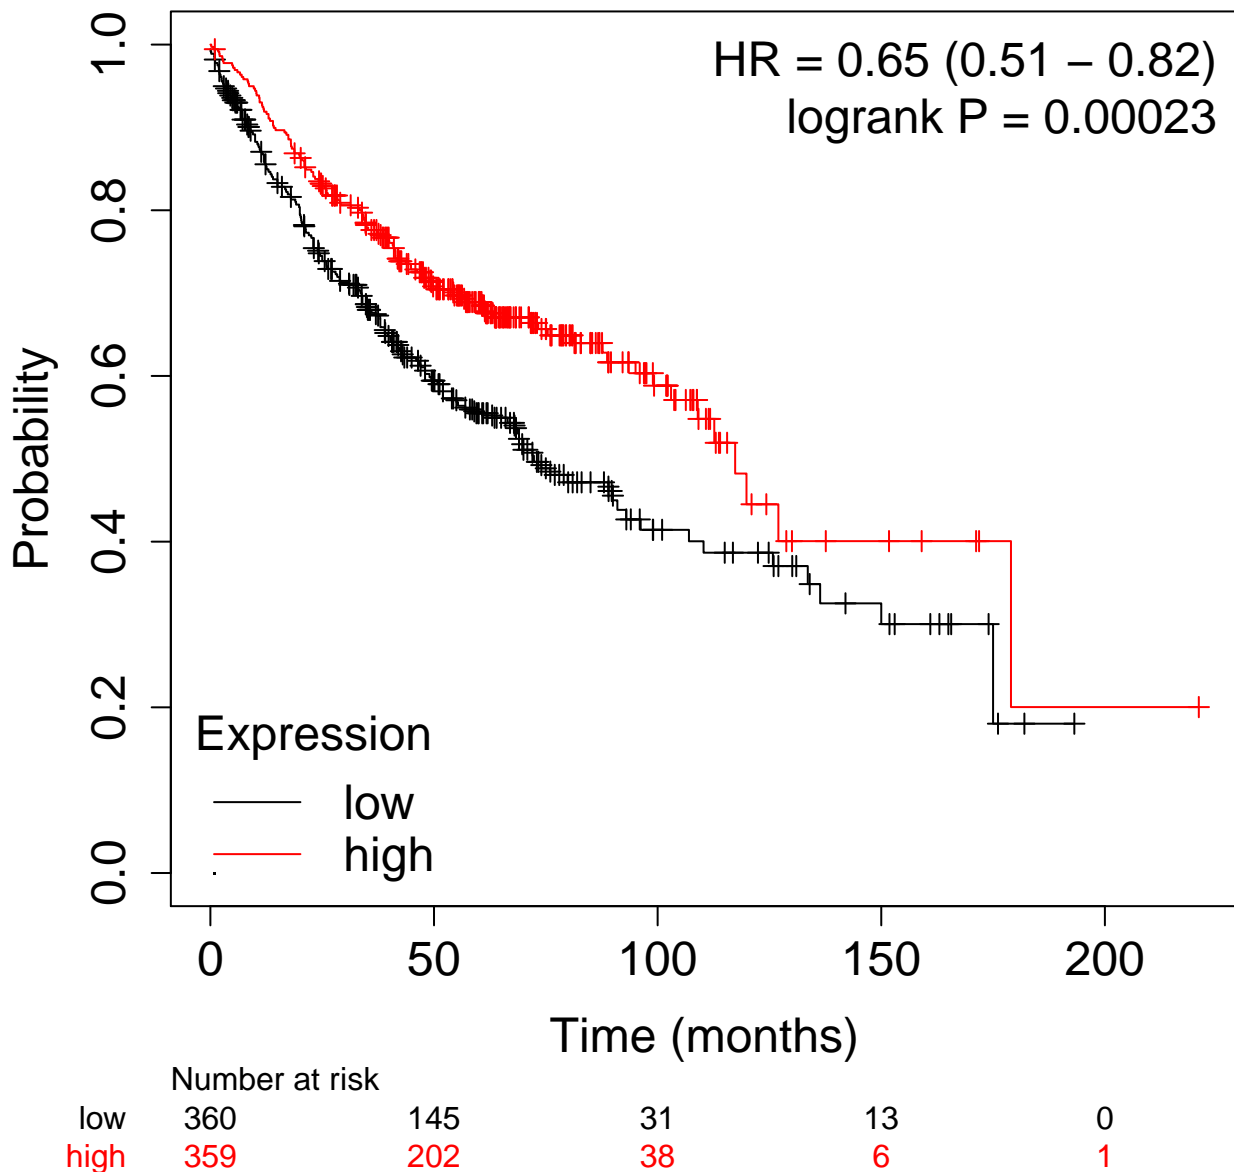 HR = 0.65 (0.51 − 0.82)
logrank P = 0.00023
Probability
1.0
0.8
0.6
0.4
0.2
0.0
Expression
low
high
0 50 100 150 200
Time (months)
Number at risk
low 360 145 31 13 0
high 359 202 38 6 1